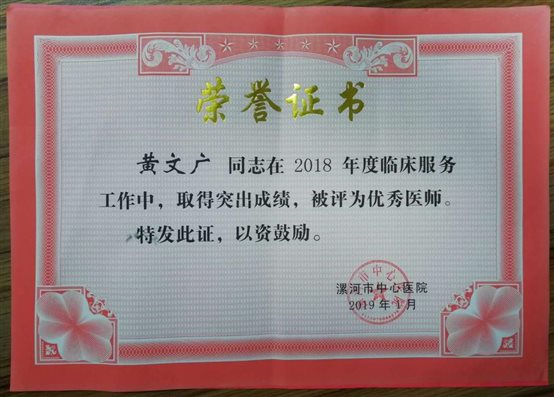 荣誉证书
黄文广 同志在 2018 年度临床服务
工作中，取得突出成绩，被评为优秀医师。
特发此证，以资鼓励。
漯河市中心医院
2019 年 1 月